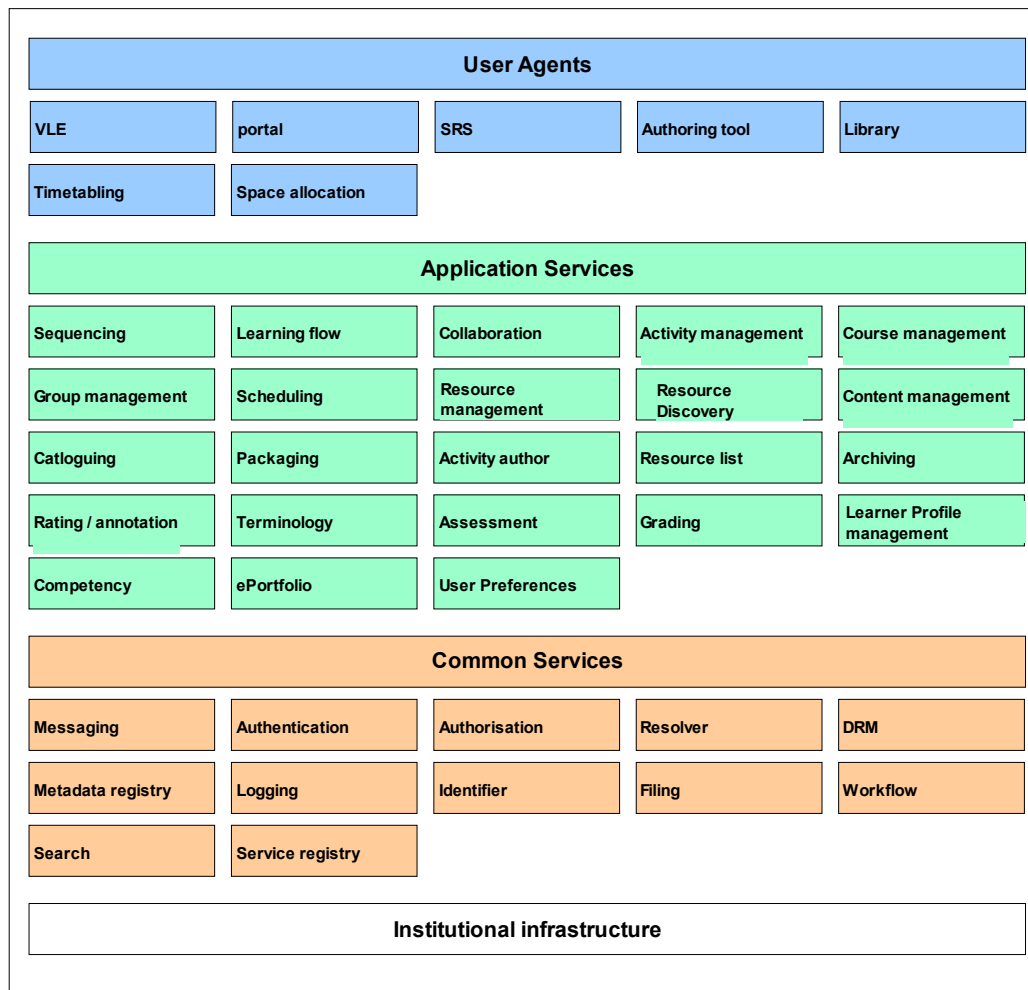 User Agents
VLE
portal
SRS
Authoring tool
Library
Timetabling
Space allocation
Application Services
Sequencing
Learning flow
Collaboration
Activity management
Course management
Group management
Scheduling
Resource
management
Resource
Discovery
Content management
Catloguing
Packaging
Activity author
Resource list
Archiving
Rating / annotation
Terminology
Assessment
Grading
Learner Profile
management
Competency
ePortfolio
User Preferences
Common Services
Messaging
Authentication
Authorisation
Resolver
DRM
Metadata registry
Logging
Identifier
Filing
Workflow
Search
Service registry
Institutional infrastructure